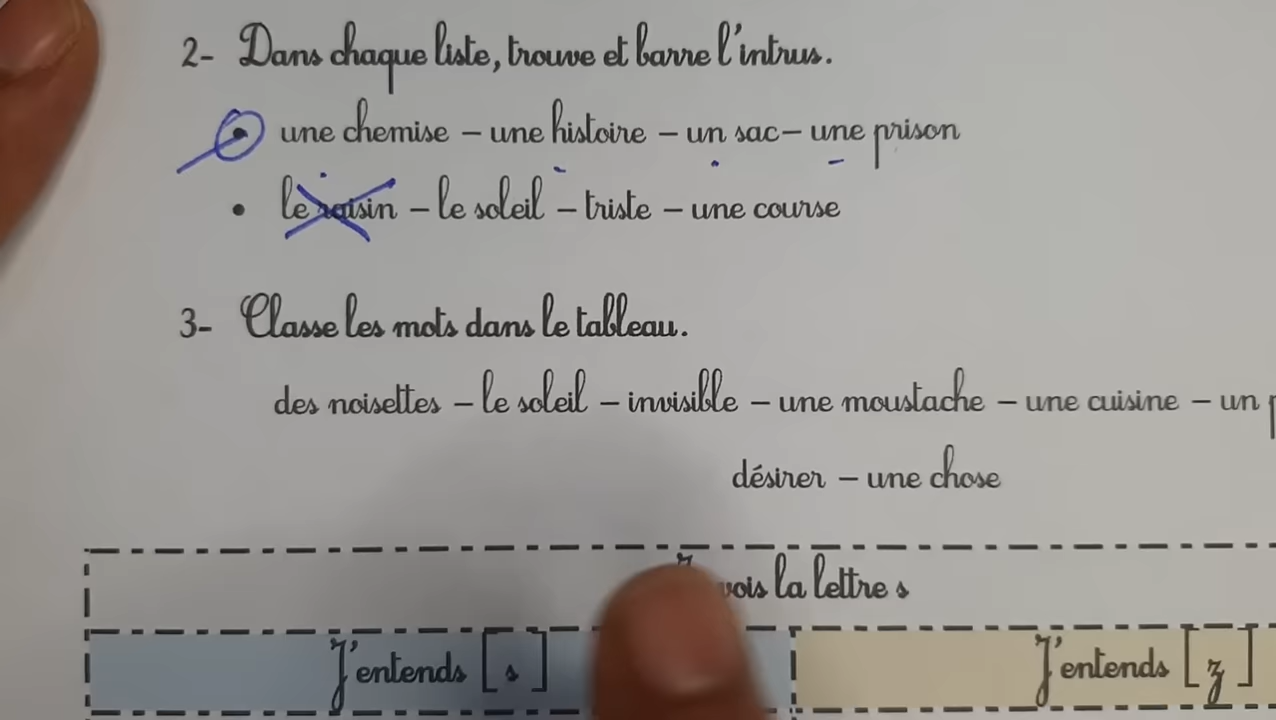 2- Dans chaque liste, trouve et barre l'intrus.
• une chemise – une histoire – un sac – une prison
• le raisin – le soleil – triste – une course
3- Classe les mots dans le tableau.
des noisettes – le soleil – invisible – une moustache – une cuisine – un
désirer – une chose
vois la lettre s
J'entends [s] J'entends [z]